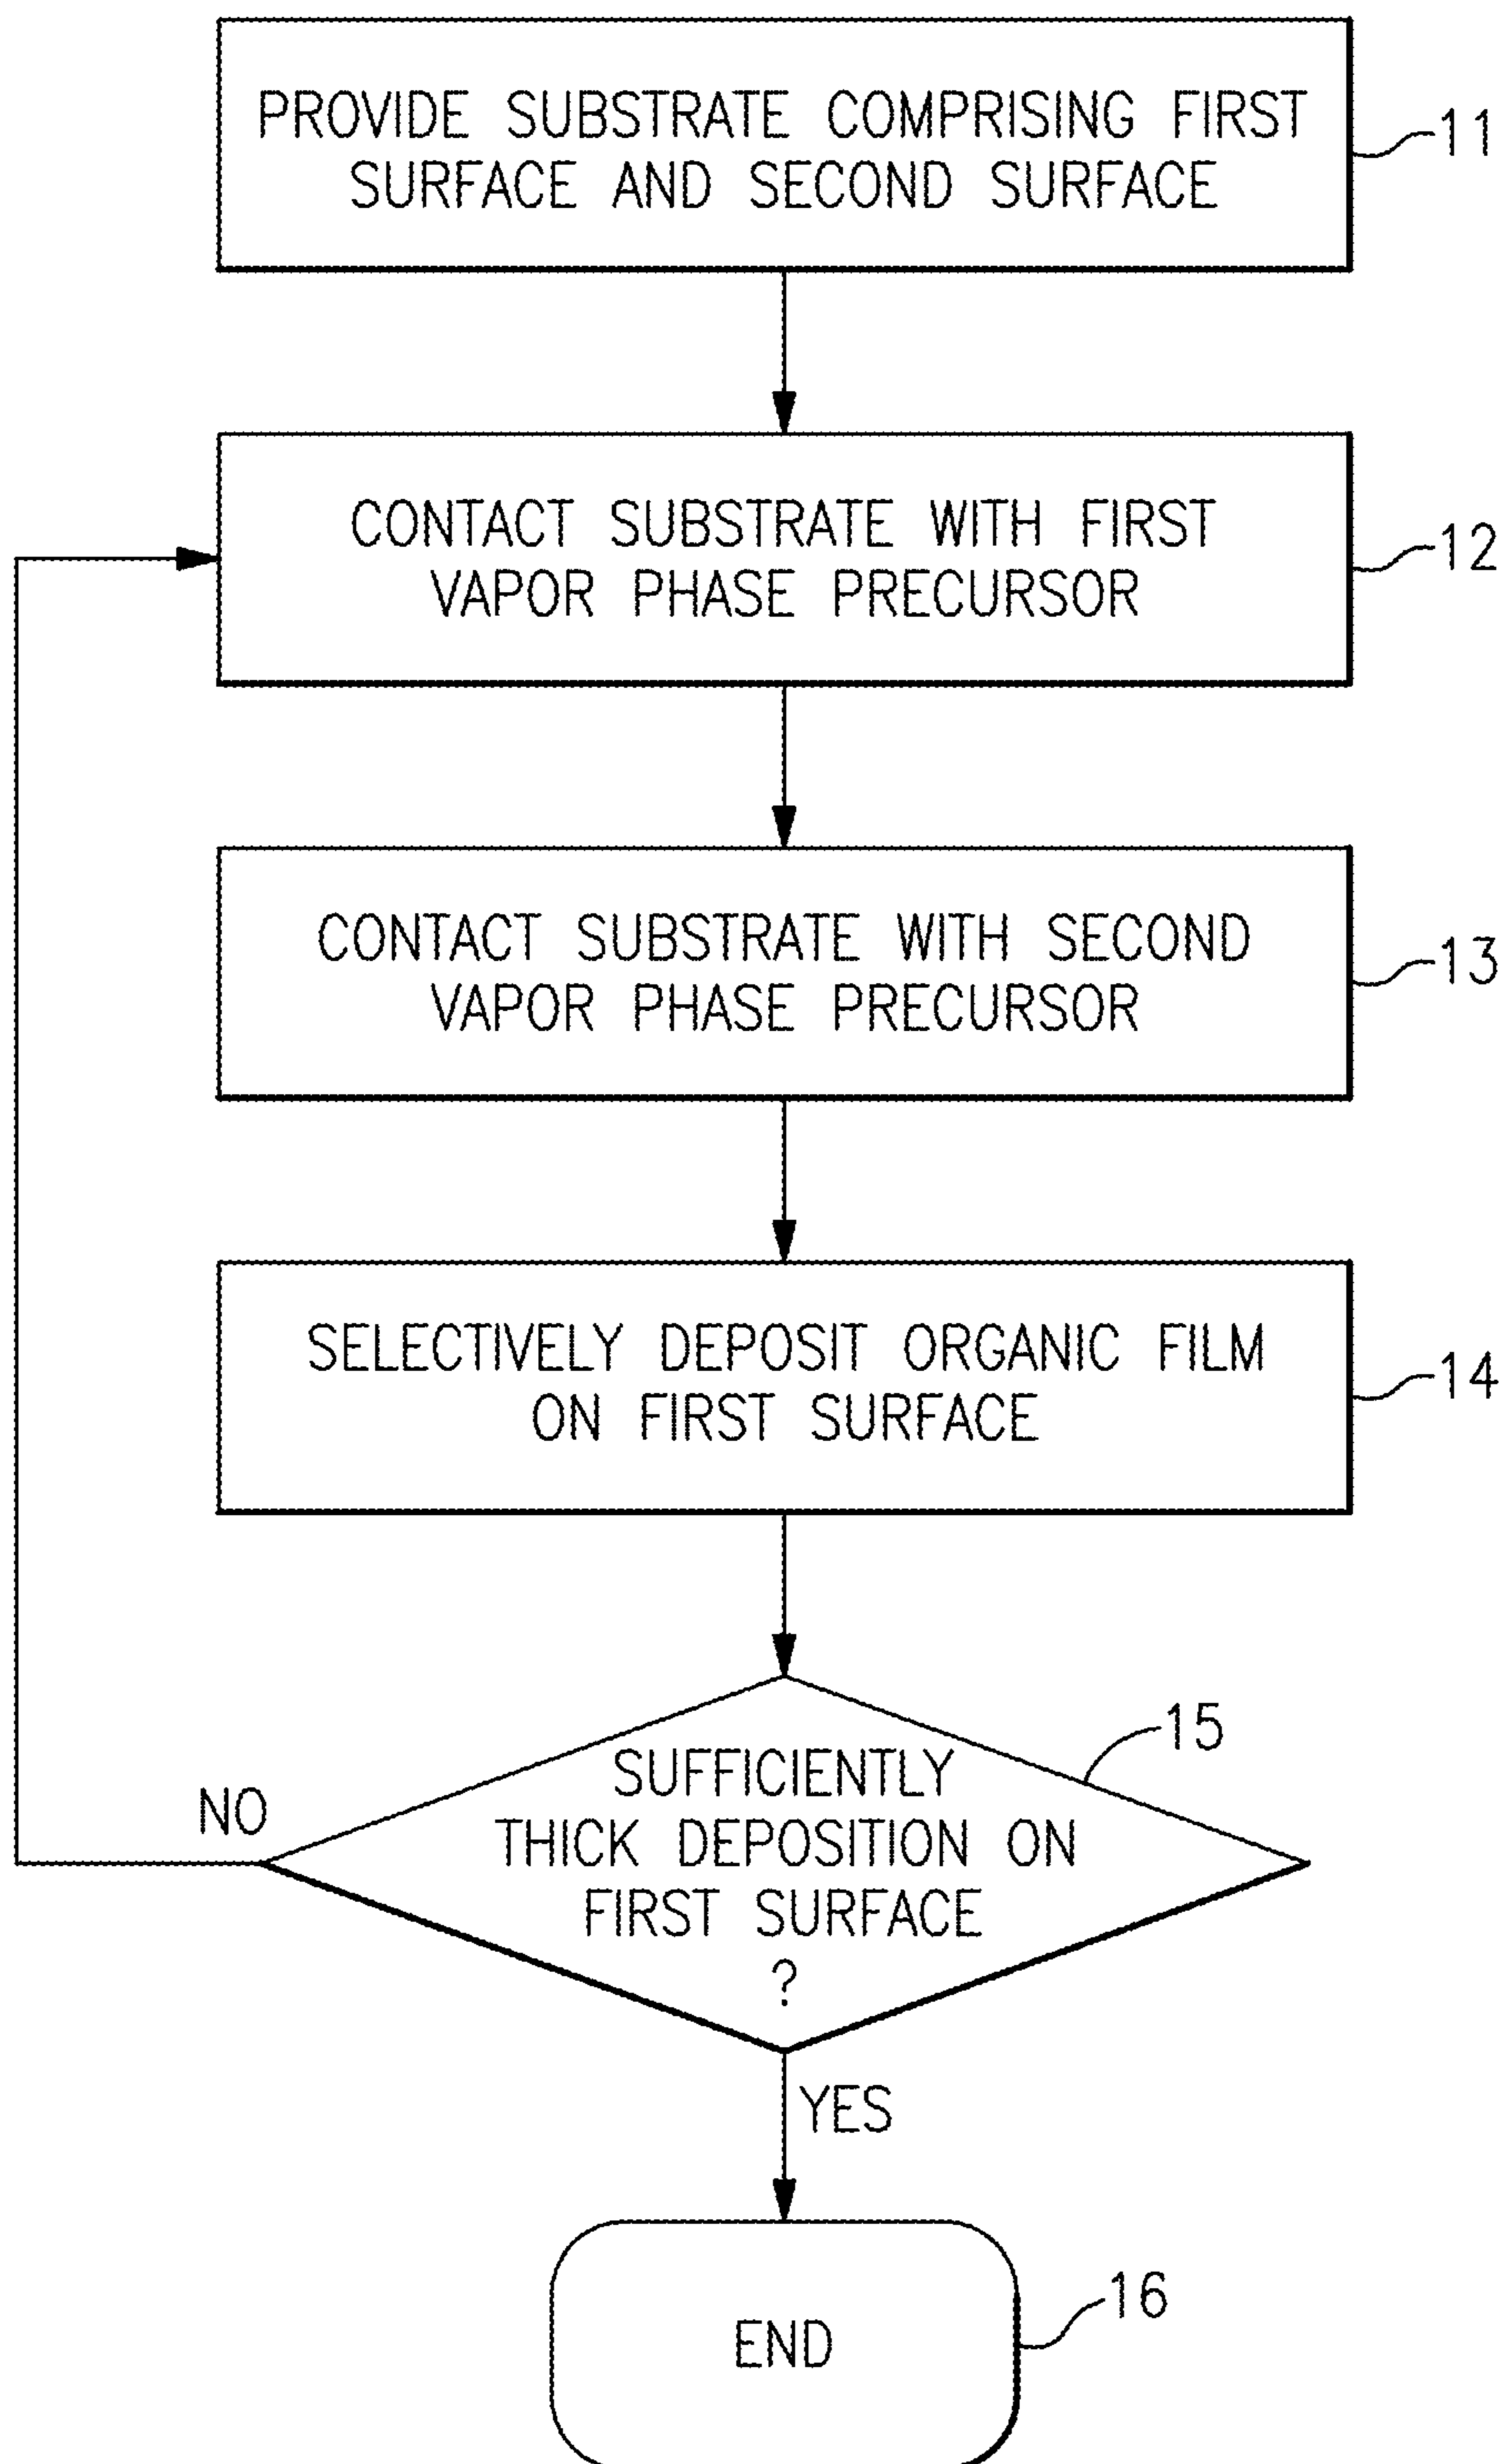 PROVIDE SUBSTRATE COMPRISING FIRST
SURFACE AND SECOND SURFACE
11
CONTACT SUBSTRATE WITH FIRST
VAPOR PHASE PRECURSOR
12
CONTACT SUBSTRATE WITH SECOND
VAPOR PHASE PRECURSOR
13
SELECTIVELY DEPOSIT ORGANIC FILM
ON FIRST SURFACE
14
15
SUFFICIENTLY
THICK DEPOSITION ON
FIRST SURFACE
?
NO
YES
END
16